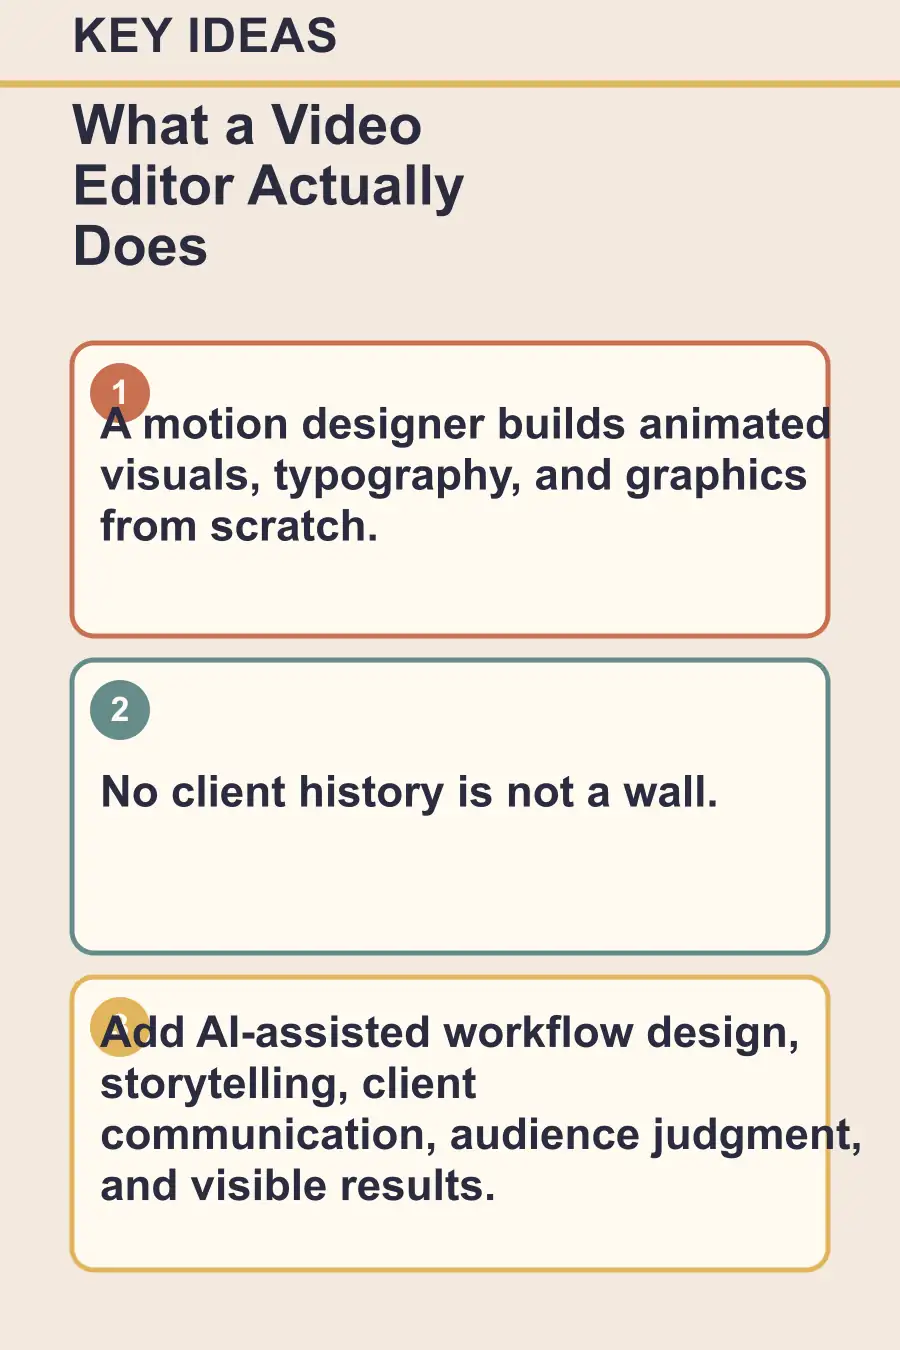 KEY IDEAS
What a Video
Editor Actually
Does
1
A motion designer builds animated
visuals, typography, and graphics
from scratch.
2
No client history is not a wall.
3
Add AI-assisted workflow design,
storytelling, client
communication, audience judgment,
and visible results.